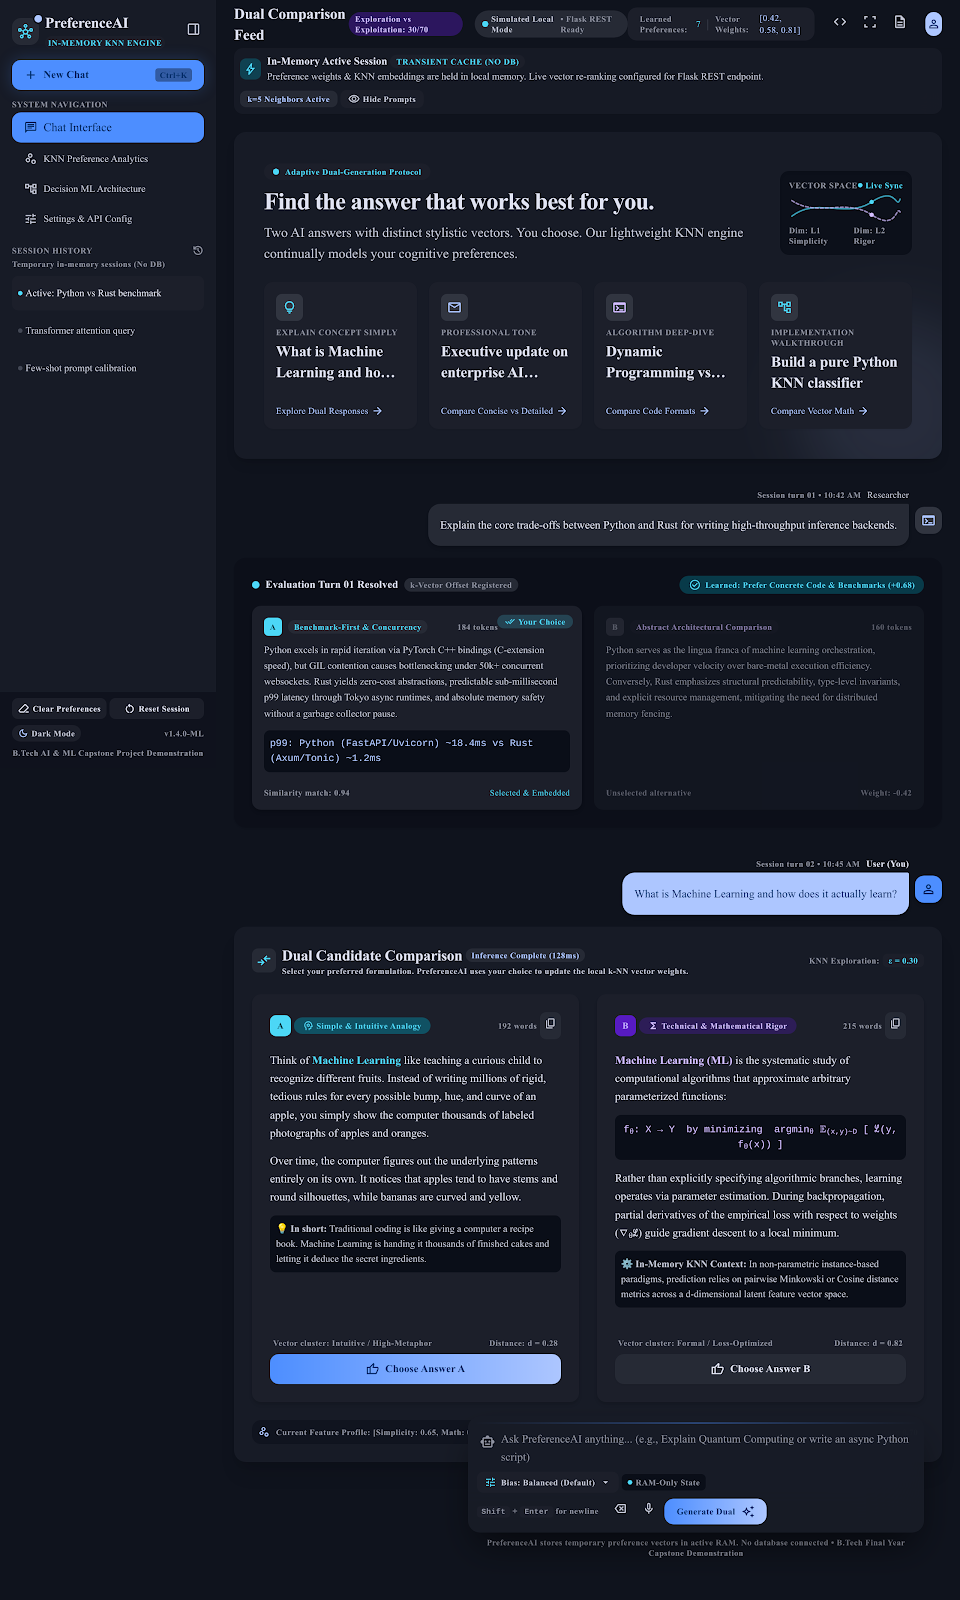 PreferenceAI
IN-MEMORY KNN ENGINE
New Chat
Ctrl+K
SYSTEM NAVIGATION
Chat Interface
KNN Preference Analytics
Decision ML Architecture
Settings & API Config
SESSION HISTORY
Temporary in-memory sessions (No DB)
Active: Python vs Rust benchmark
Transformer attention query
Few-shot prompt calibration
Clear Preferences
Reset Session
Dark Mode
v1.4.0-ML
B.Tech AI & ML Capstone Project Demonstration
Dual Comparison
Feed
Exploration vs
Exploitation: 30/70
Simulated Local
Mode
• Flask REST
Ready
Learned
Preferences:
7
Vector
Weights:
[0.42,
0.58, 0.81]
In-Memory Active Session
TRANSIENT CACHE (NO DB)
Preference weights & KNN embeddings are held in local memory. Live vector re-ranking configured for Flask REST endpoint.
k=5 Neighbors Active
Hide Prompts
Adaptive Dual-Generation Protocol
Find the answer that works best for you.
Two AI answers with distinct stylistic vectors. You choose. Our lightweight KNN engine
continually models your cognitive preferences.
VECTOR SPACE
Live Sync
Dim: L1
Simplicity
Dim: L2
Rigor
EXPLAIN CONCEPT SIMPLY
What is Machine
Learning and ho...
Explore Dual Responses →
PROFESSIONAL TONE
Executive update on
enterprise AI...
Compare Concise vs Detailed →
ALGORITHM DEEP-DIVE
Dynamic
Programming vs...
Compare Code Formats →
IMPLEMENTATION
WALKTHROUGH
Build a pure Python
KNN classifier
Compare Vector Math →
Session turn 01 • 10:42 AM Researcher
Explain the core trade-offs between Python and Rust for writing high-throughput inference backends.
Evaluation Turn 01 Resolved
k-Vector Offset Registered
Learned: Prefer Concrete Code & Benchmarks (+0.68)
A
Benchmark-First & Concurrency
184 tokens
Your Choice
Python excels in rapid iteration via PyTorch C++ bindings (C-extension
speed), but GIL contention causes bottlenecking under 50k+ concurrent
websockets. Rust yields zero-cost abstractions, predictable sub-millisecond
p99 latency through Tokyo async runtimes, and absolute memory safety
without a garbage collector pause.
p99: Python (FastAPI/Uvicorn) ~18.4ms vs Rust
(Axum/Tonic) ~1.2ms
Similarity match: 0.94
Selected & Embedded
B
Abstract Architectural Comparison
160 tokens
Python serves as the lingua franca of machine learning orchestration,
prioritizing developer velocity over bare-metal execution efficiency.
Conversely, Rust emphasizes structural predictability, type-level invariants,
and explicit resource management, mitigating the need for distributed
memory fencing.
Unselected alternative
Weight: -0.42
Session turn 02 • 10:45 AM User (You)
What is Machine Learning and how does it actually learn?
Dual Candidate Comparison
Inference Complete (128ms)
Select your preferred formulation. PreferenceAI uses your choice to update the local k-NN vector weights.
KNN Exploration:
ε = 0.30
A
Simple & Intuitive Analogy
192 words
Think of Machine Learning like teaching a curious child to
recognize different fruits. Instead of writing millions of rigid,
tedious rules for every possible bump, hue, and curve of an
apple, you simply show the computer thousands of labeled
photographs of apples and oranges.
Over time, the computer figures out the underlying patterns
entirely on its own. It notices that apples tend to have stems and
round silhouettes, while bananas are curved and yellow.
💡 In short: Traditional coding is like giving a computer a recipe
book. Machine Learning is handing it thousands of finished cakes and
letting it deduce the secret ingredients.
Vector cluster: Intuitive / High-Metaphor
Distance: d = 0.28
Choose Answer A
B
Σ Technical & Mathematical Rigor
215 words
Machine Learning (ML) is the systematic study of
computational algorithms that approximate arbitrary
parameterized functions:
fθ: X → Y by minimizing argminθ 𝔼(x,y)~D [ ℒ(y,
fθ(x)) ]
Rather than explicitly specifying algorithmic branches, learning
operates via parameter estimation. During backpropagation,
partial derivatives of the empirical loss with respect to weights
(∇θℒ) guide gradient descent to a local minimum.
⚙️ In-Memory KNN Context: In non-parametric instance-based
paradigms, prediction relies on pairwise Minkowski or Cosine distance
metrics across a d-dimensional latent feature vector space.
Vector cluster: Formal / Loss-Optimized
Distance: d = 0.82
Choose Answer B
Current Feature Profile: [Simplicity: 0.65, Math:
Ask PreferenceAI anything... (e.g., Explain Quantum Computing or write an async Python
script)
Bias: Balanced (Default)
RAM-Only State
Shift + Enter for newline
Generate Dual
PreferenceAI stores temporary preference vectors in active RAM. No database connected • B.Tech Final Year
Capstone Demonstration